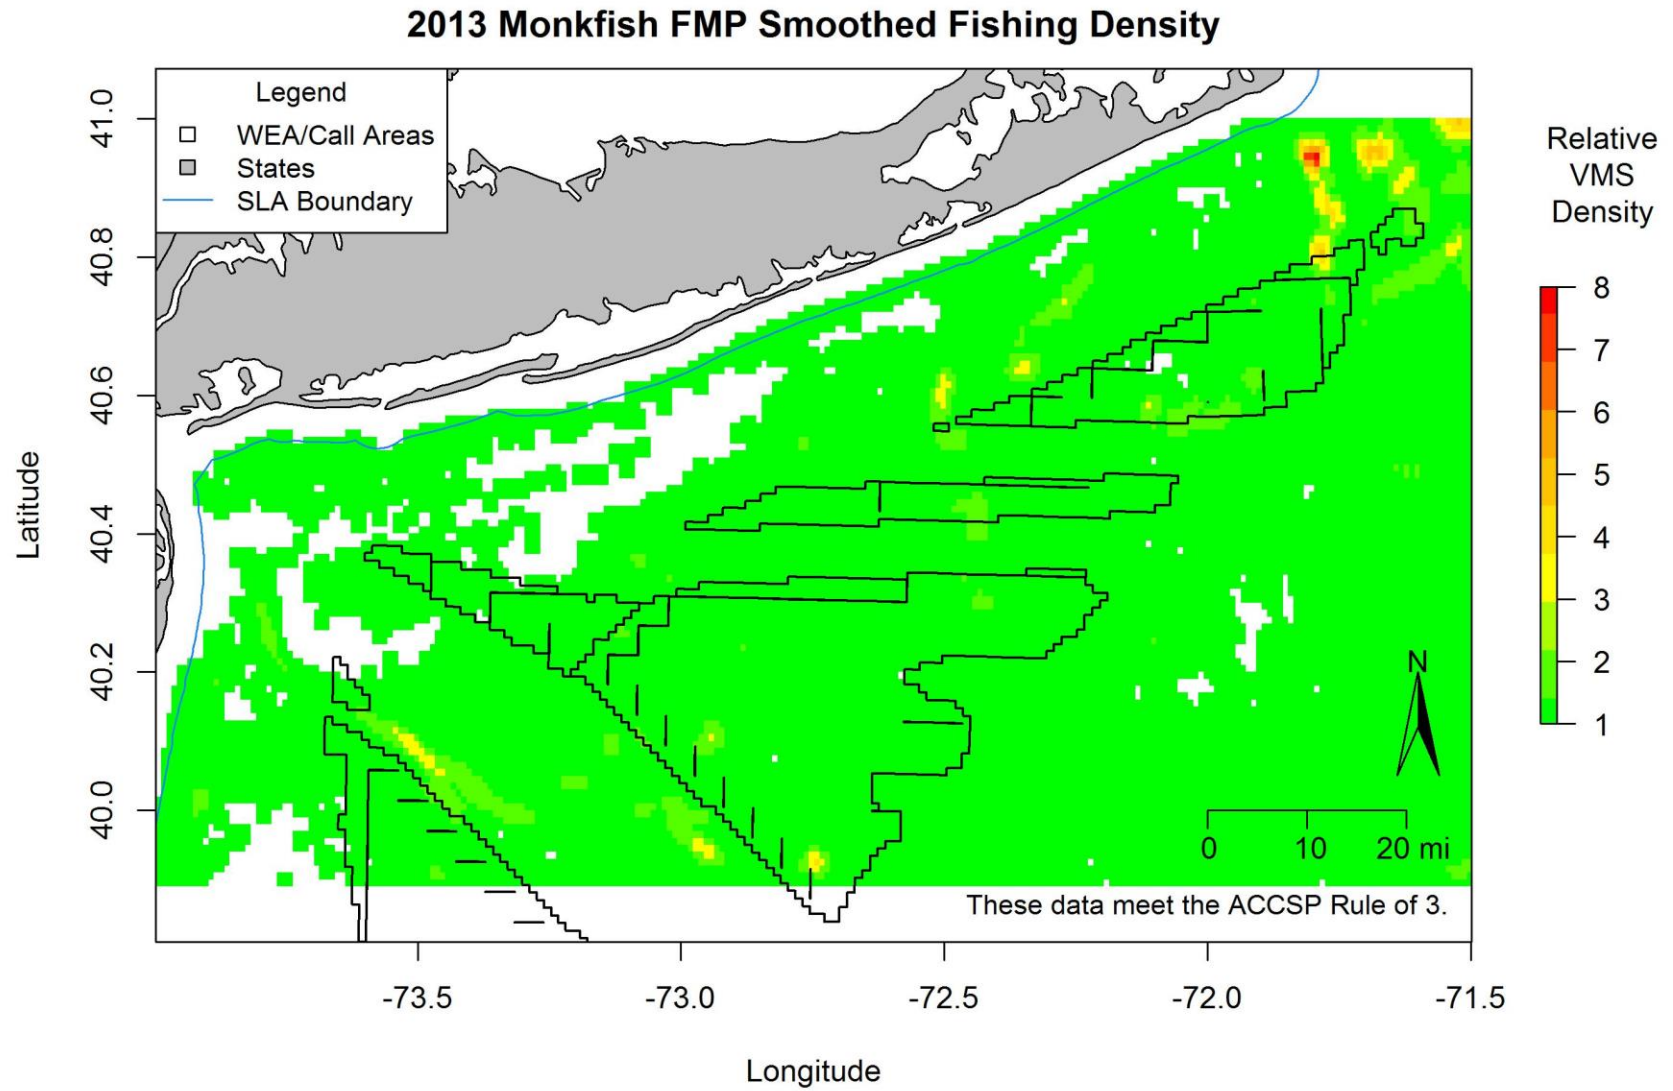 2013 Monkfish FMP Smoothed Fishing Density
Legend
WEA/Call Areas
States
SLA Boundary
Relative
VMS
Density
8
7
6
5
4
3
2
1
41.0
40.8
40.6
40.4
40.2
40.0
Latitude
N
0 10 20 mi
These data meet the ACCSP Rule of 3.
-73.5 -73.0 -72.5 -72.0 -71.5
Longitude